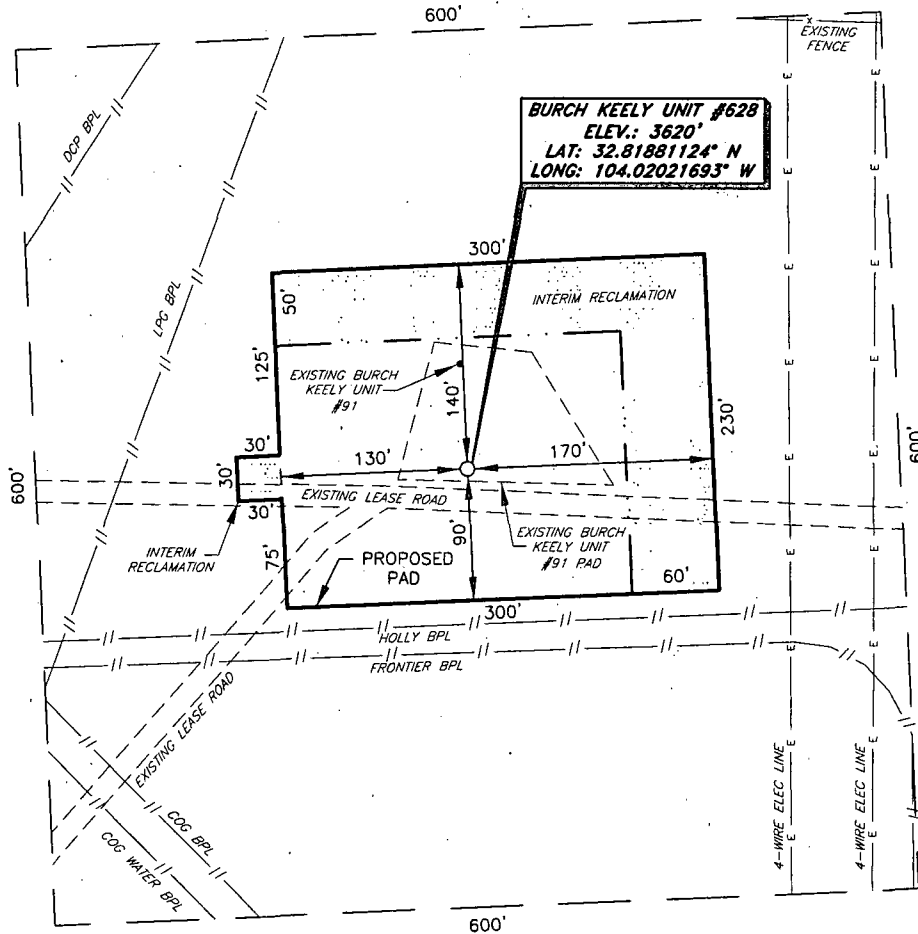 600'
EXISTING
FENCE
BURCH KEELY UNIT #628
ELEV.: 3620'
LAT: 32.81881124° N
LONG: 104.02021693° W
DCP BPL
LPG BPL
300'
50'
INTERIM RECLAMATION
125'
EXISTING BURCH
KEELY UNIT
#91
140'
230'
30'
130'
170'
30'
600'
600'
30'
EXISTING LEASE ROAD
90'
EXISTING BURCH
KEELY UNIT
#91 PAD
INTERIM
RECLAMATION
75'
PROPOSED
PAD
60'
300'
HOLLY BPL
FRONTIER BPL
EXISTING LEASE ROAD
COG BPL
COG WATER BPL
4-WIRE ELEC LINE
4-WIRE ELEC LINE
600'